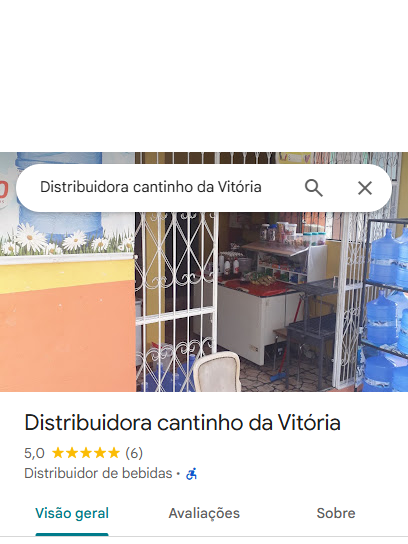 Distribuidora cantinho da Vitória
Distribuidora cantinho da Vitória
5,0 (6)
Distribuidor de bebidas ·
Visão geral
Avaliações
Sobre